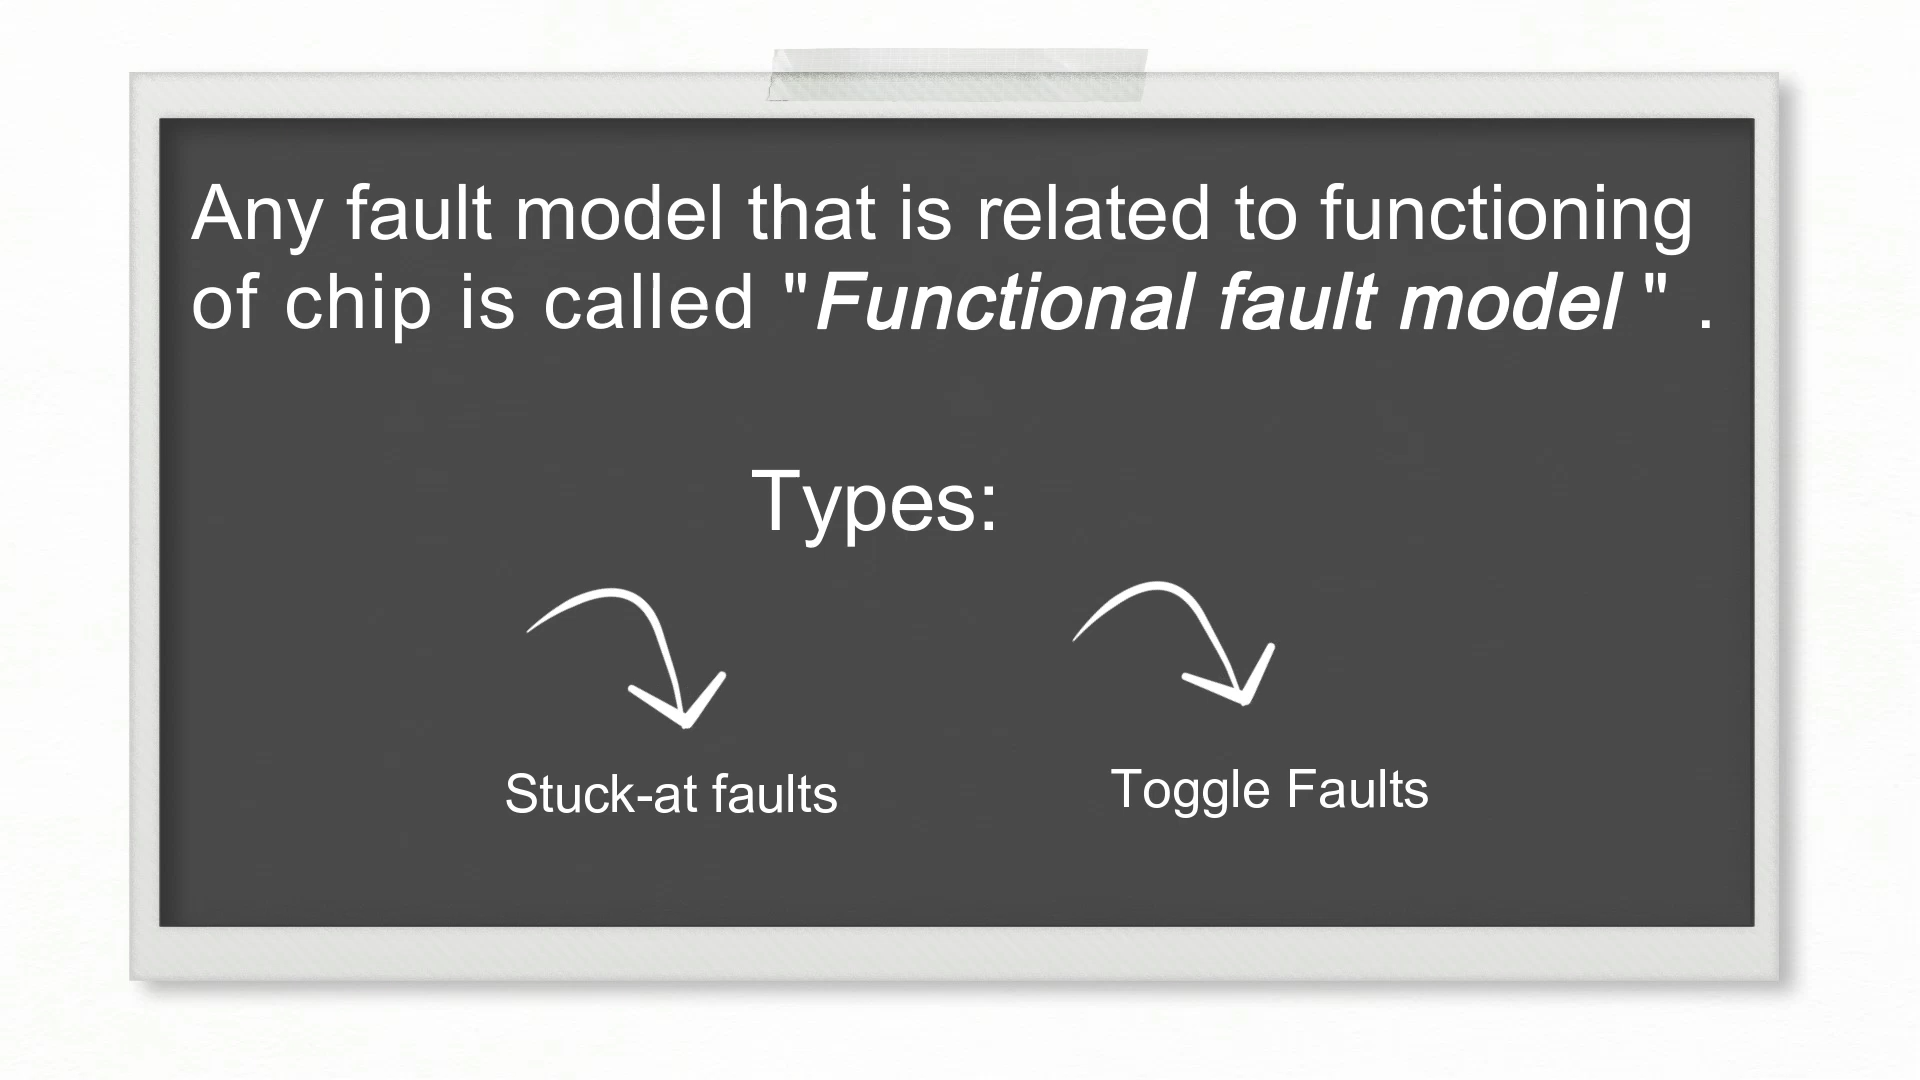 Any fault model that is related to functioning
of chip is called "Functional fault model " .
Types:
Stuck-at faults
Toggle Faults